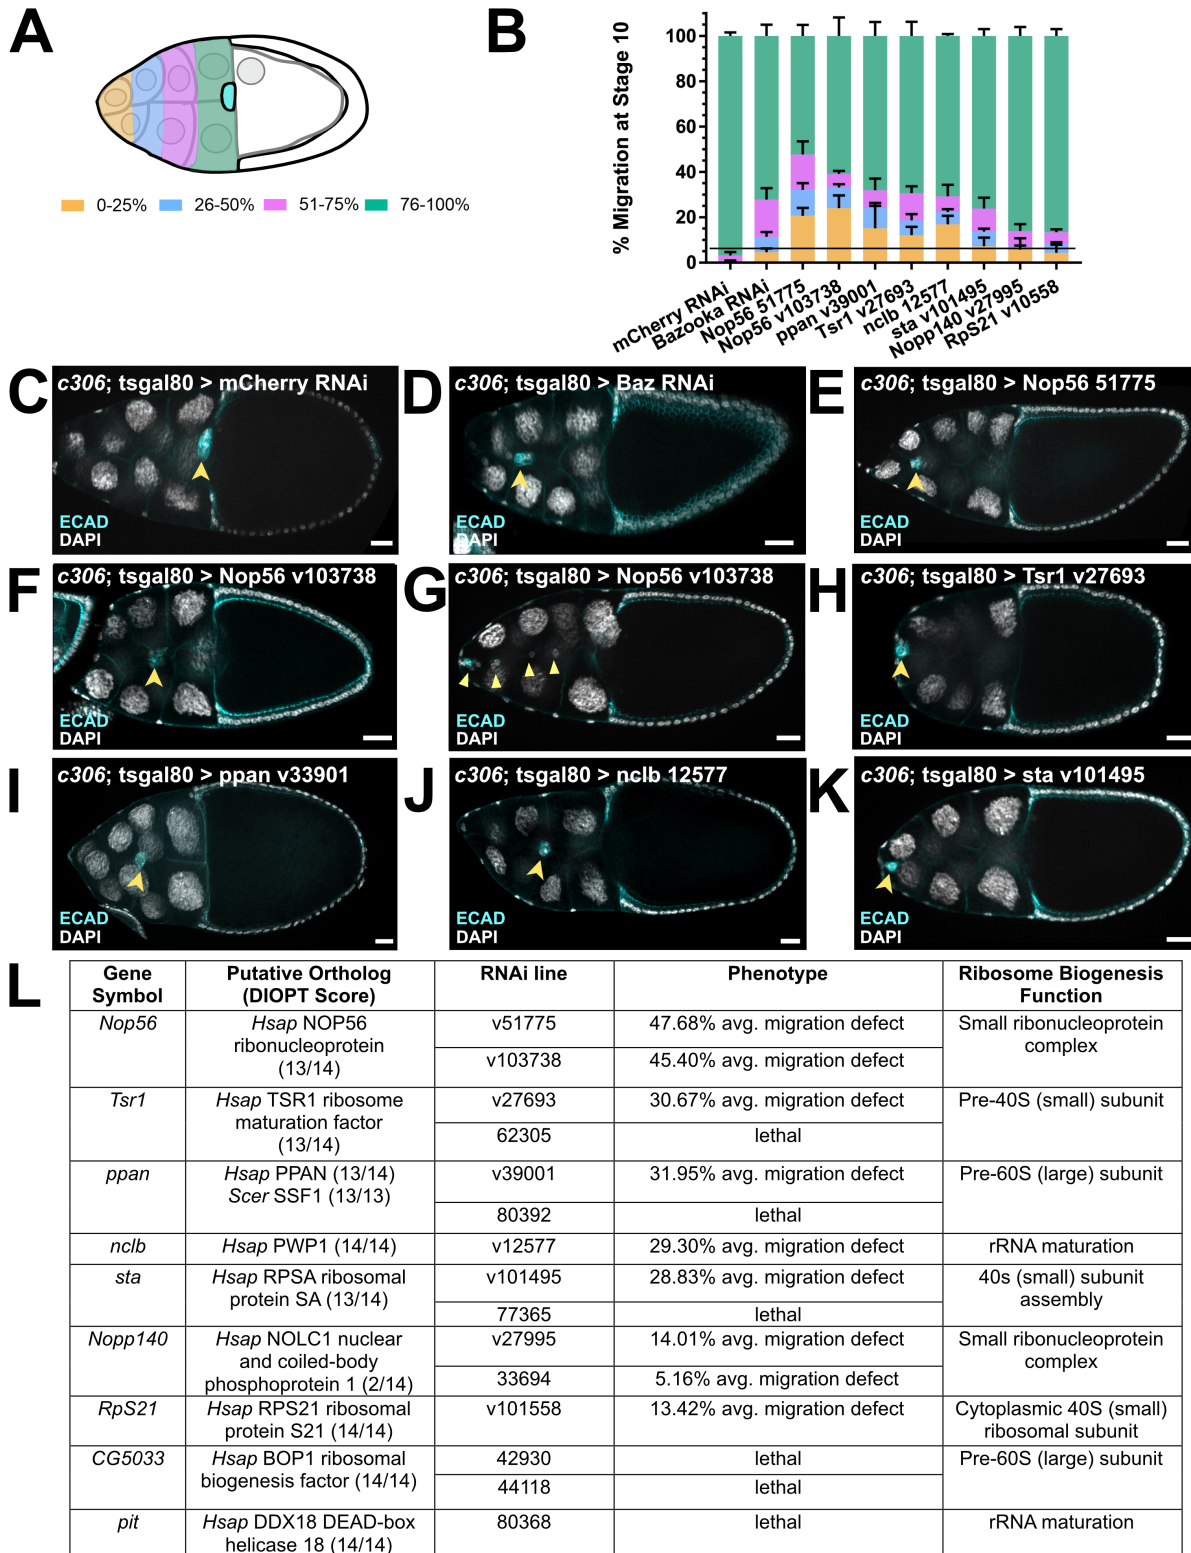 A
0-25%
26-50%
51-75%
76-100%
B
% Migration at Stage 10
100
80
60
40
20
0
mCherry RNAi
Bazooka RNAi
Nop56 51775
Nop56 v103738
ppan v39001
Tsr1 v27693
nclb 12577
sta v101495
Nopp140 v27995
RpS21 v10558
C
c306; tsgal80 > mCherry RNAi
ECAD
DAPI
D
c306; tsgal80 > Baz RNAi
ECAD
DAPI
E
c306; tsgal80 > Nop56 51775
ECAD
DAPI
F
c306; tsgal80 > Nop56 v103738
ECAD
DAPI
G
c306; tsgal80 > Nop56 v103738
ECAD
DAPI
H
c306; tsgal80 > Tsr1 v27693
ECAD
DAPI
I
c306; tsgal80 > ppan v33901
ECAD
DAPI
J
c306; tsgal80 > nclb 12577
ECAD
DAPI
K
c306; tsgal80 > sta v101495
ECAD
DAPI
L
Gene
Symbol
Putative Ortholog
(DIOPT Score)
RNAi line
Phenotype
Ribosome Biogenesis
Function
Nop56
Hsap NOP56
ribonucleoprotein
(13/14)
v51775
47.68% avg. migration defect
v103738
45.40% avg. migration defect
Small ribonucleoprotein
complex
Tsr1
Hsap TSR1 ribosome
maturation factor
(13/14)
v27693
30.67% avg. migration defect
62305
lethal
Pre-40S (small) subunit
ppan
Hsap PPAN (13/14)
Scer SSF1 (13/13)
v39001
31.95% avg. migration defect
80392
lethal
Pre-60S (large) subunit
nclb
Hsap PWP1 (14/14)
v12577
29.30% avg. migration defect
rRNA maturation
sta
Hsap RPSA ribosomal
protein SA (13/14)
v101495
28.83% avg. migration defect
77365
lethal
40s (small) subunit
assembly
Nopp140
Hsap NOLC1 nuclear
and coiled-body
phosphoprotein 1 (2/14)
v27995
14.01% avg. migration defect
33694
5.16% avg. migration defect
Small ribonucleoprotein
complex
RpS21
Hsap RPS21 ribosomal
protein S21 (14/14)
v101558
13.42% avg. migration defect
Cytoplasmic 40S (small)
ribosomal subunit
CG5033
Hsap BOP1 ribosomal
biogenesis factor (14/14)
42930
lethal
44118
lethal
Pre-60S (large) subunit
pit
Hsap DDX18 DEAD-box
helicase 18 (14/14)
80368
lethal
rRNA maturation